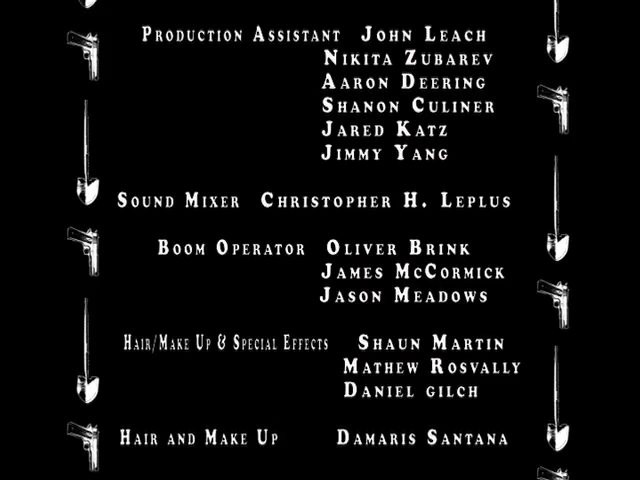 Production Assistant John Leach
Nikita Zubarev
Aaron Deering
Shanon Culiner
Jared Katz
Jimmy Yang
Sound Mixer Christopher H. Leplus
Boom Operator Oliver Brink
James McCormick
Jason Meadows
Hair/Make Up & Special Effects Shaun Martin
Mathew Rosvally
Daniel gilch
Hair and Make Up Damaris Santana